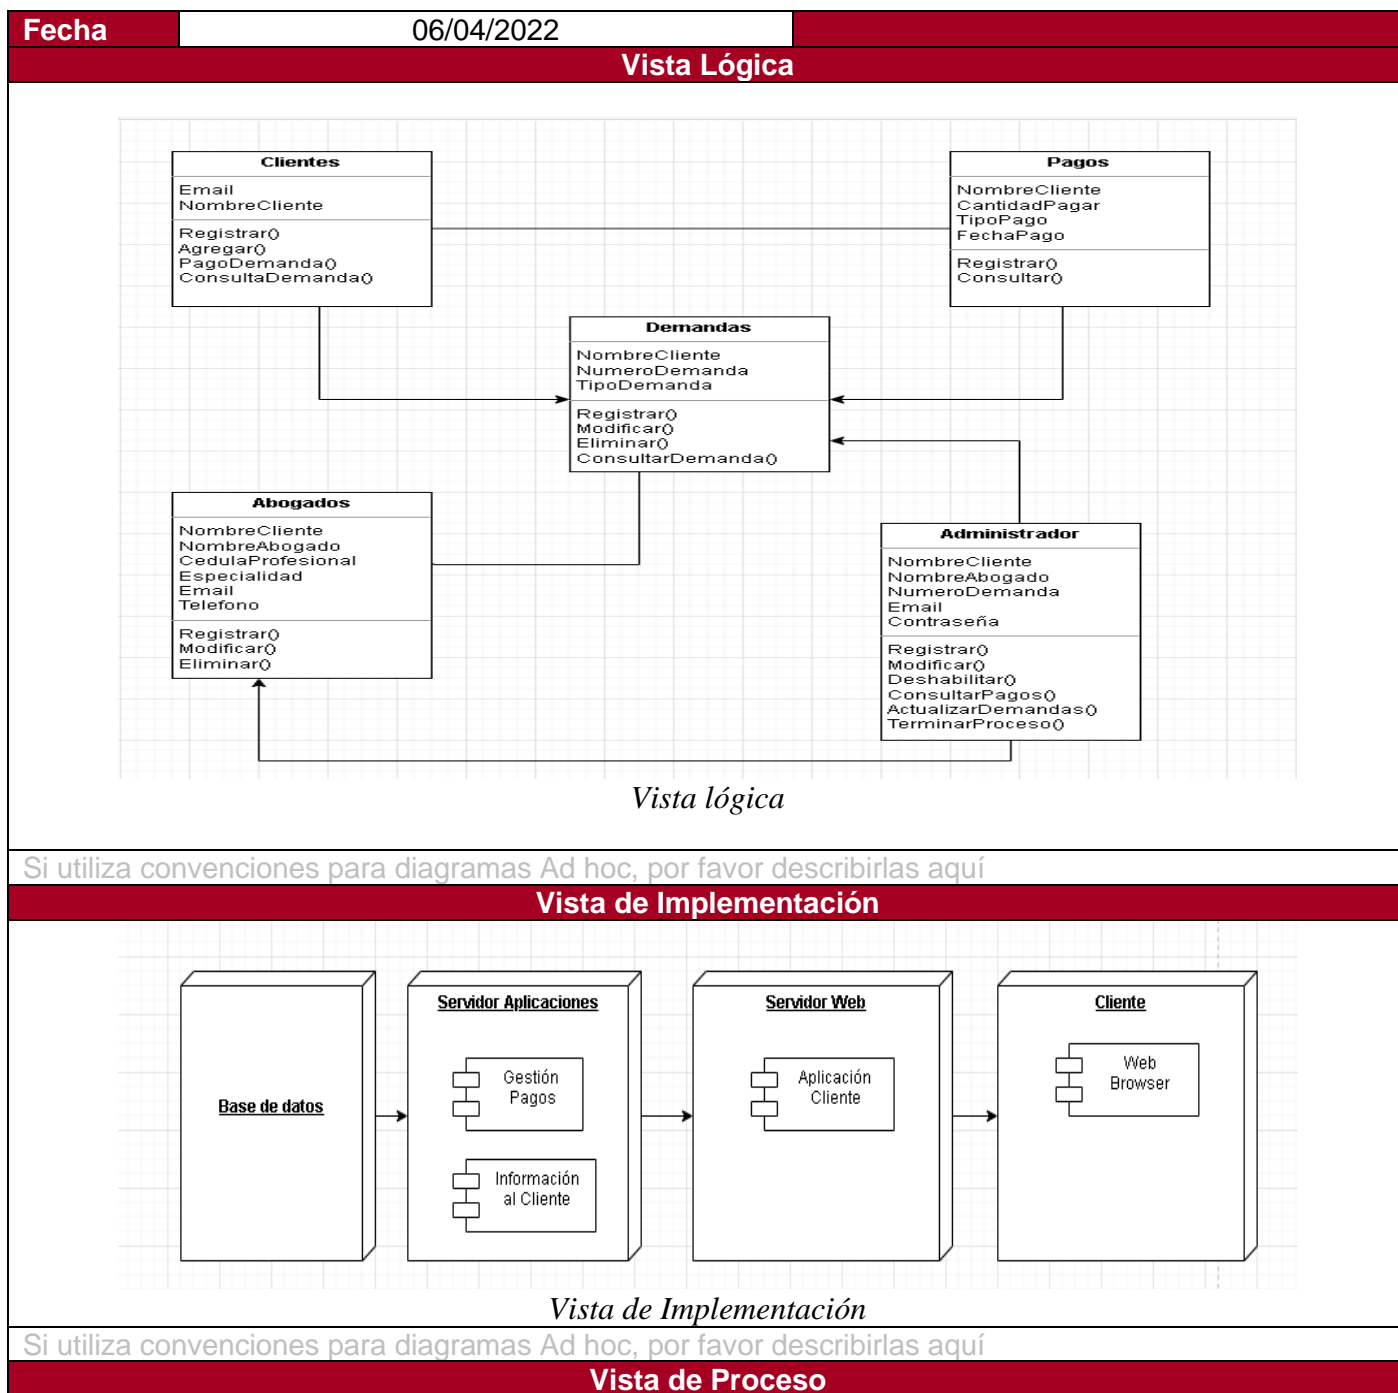 Fecha 06/04/2022
Vista Lógica
Clientes
Email
NombreCliente
Registrar()
Agregar()
PagoDemanda()
ConsultaDemanda()
Pagos
NombreCliente
CantidadPagar
TipoPago
FechaPago
Registrar()
Consultar()
Demandas
NombreCliente
NumeroDemanda
TipoDemanda
Registrar()
Modificar()
Eliminar()
ConsultarDemanda()
Abogados
NombreCliente
NombreAbogado
CedulaProfesional
Especialidad
Email
Telefono
Registrar()
Modificar()
Eliminar()
Administrador
NombreCliente
NombreAbogado
NumeroDemanda
Email
Contraseña
Registrar()
Modificar()
Deshabilitar()
ConsultarPagos()
ActualizarDemandas()
TerminarProceso()
Vista lógica
Si utiliza convenciones para diagramas Ad hoc, por favor describirlas aquí
Vista de Implementación
Base de datos
Servidor Aplicaciones
Gestión
Pagos
Información
al Cliente
Servidor Web
Aplicación
Cliente
Cliente
Web
Browser
Vista de Implementación
Si utiliza convenciones para diagramas Ad hoc, por favor describirlas aquí
Vista de Proceso